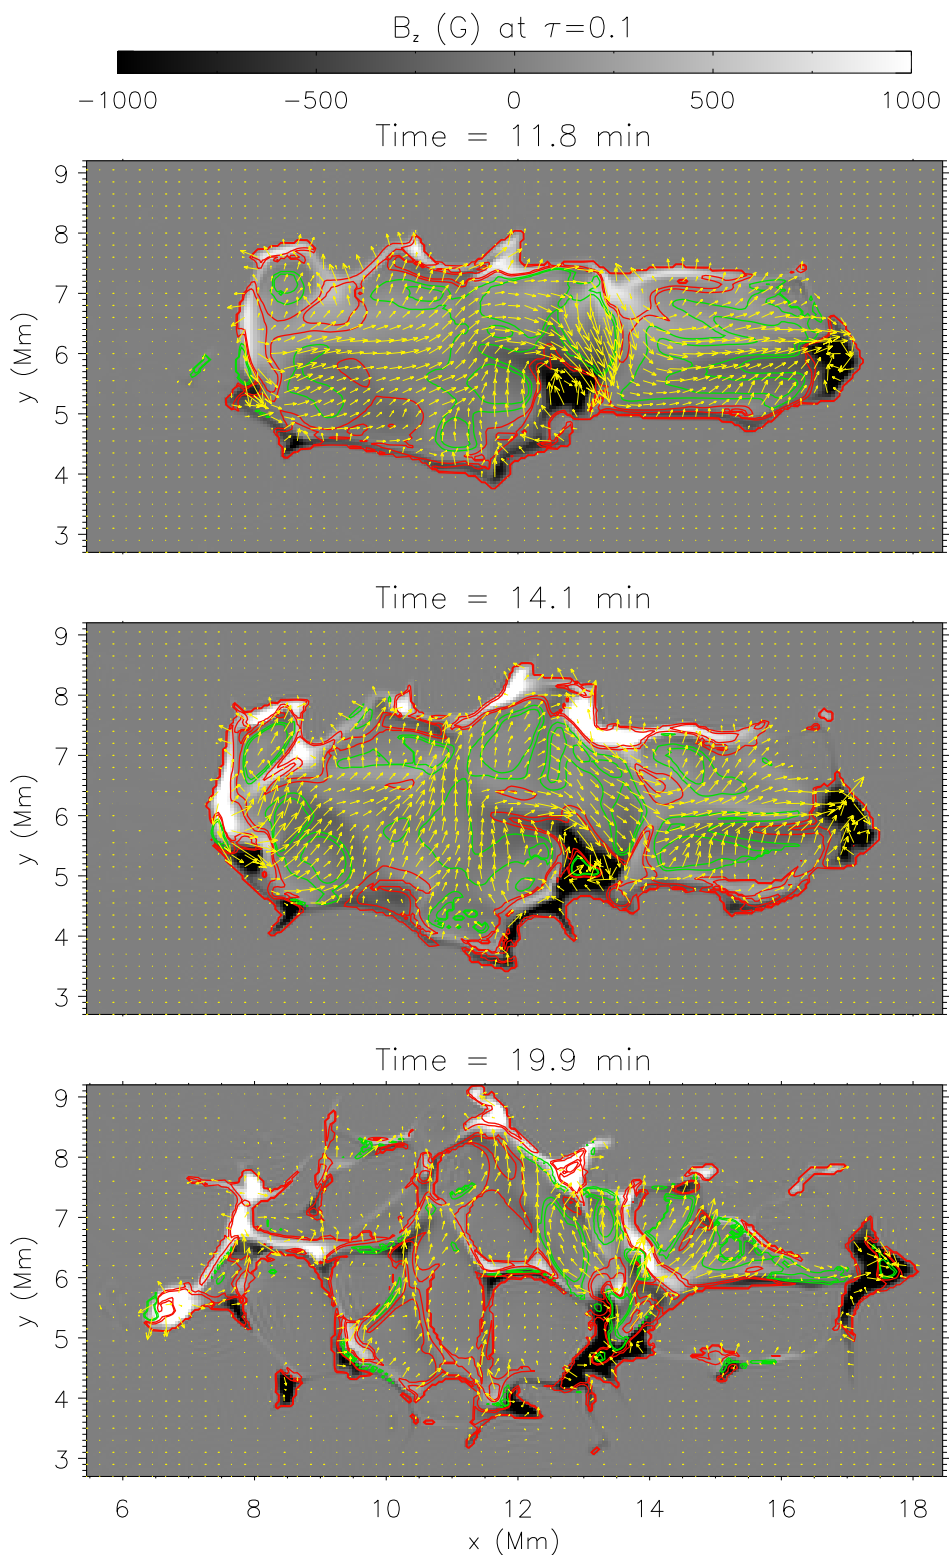 B_z (G) at τ=0.1
−1000 −500 0 500 1000
Time = 11.8 min
9
8
7
6
5
4
3
y (Mm)
Time = 14.1 min
9
8
7
6
5
4
3
y (Mm)
Time = 19.9 min
9
8
7
6
5
4
3
y (Mm)
6 8 10 12 14 16 18
x (Mm)